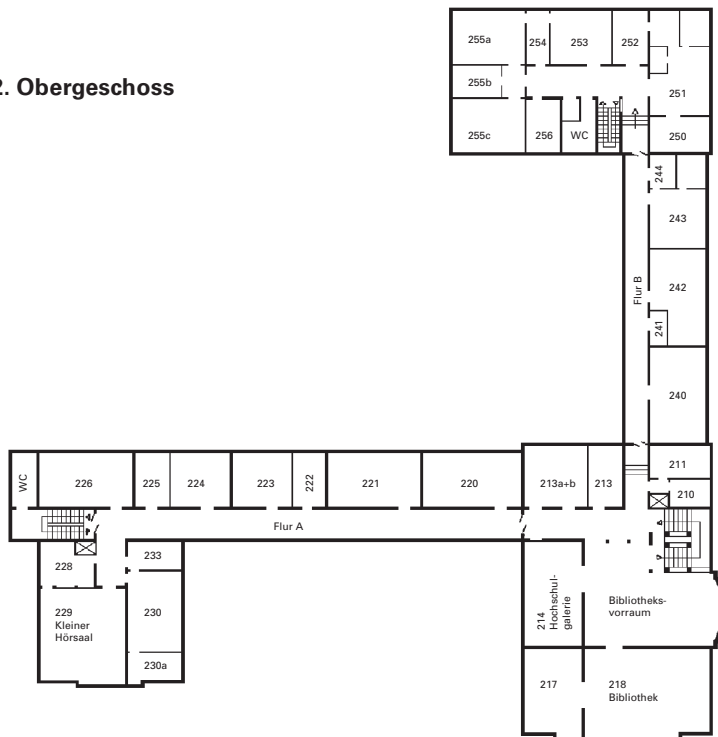 2. Obergeschoss
255a
254
253
252
255b
251
255c
256
WC
250
244
243
Flur B
242
241
240
WC
226
225
224
223
222
221
220
213a+b
213
211
210
Flur A
228
233
229
Kleiner
Hörsaal
230
230a
214
Hochschul-
galerie
Bibliotheks-
vorraum
217
218
Bibliothek